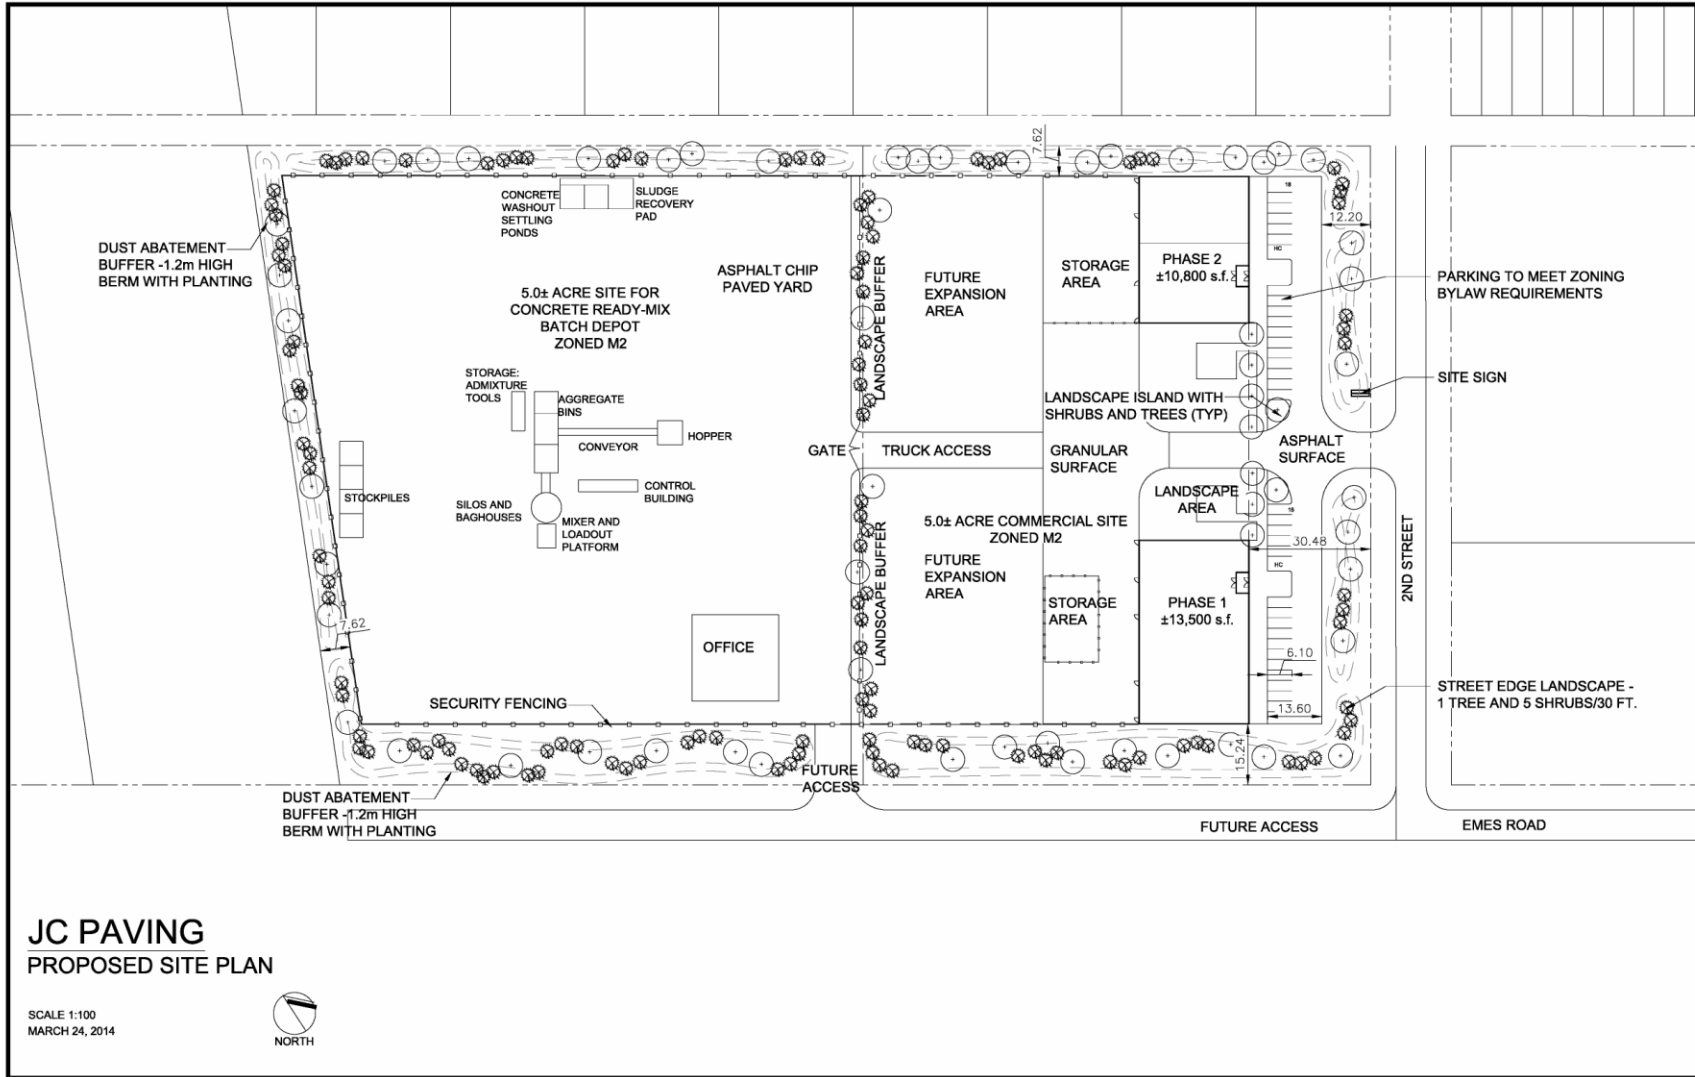 7.62
CONCRETE
WASHOUT
SETTLING
PONDS
SLUDGE
RECOVERY
PAD
18
12.20
HC
DUST ABATEMENT
BUFFER -1.2m HIGH
BERM WITH PLANTING
5.0± ACRE SITE FOR
CONCRETE READY-MIX
BATCH DEPOT
ZONED M2
ASPHALT CHIP
PAVED YARD
LANDSCAPE BUFFER
FUTURE
EXPANSION
AREA
STORAGE
AREA
PHASE 2
±10,800 s.f.
PARKING TO MEET ZONING
BYLAW REQUIREMENTS
STORAGE:
ADMIXTURE
TOOLS
AGGREGATE
BINS
CONVEYOR
HOPPER
LANDSCAPE ISLAND WITH
SHRUBS AND TREES (TYP)
SITE SIGN
GATE
TRUCK ACCESS
GRANULAR
SURFACE
ASPHALT
SURFACE
STOCKPILES
SILOS AND
BAGHOUSES
CONTROL
BUILDING
MIXER AND
LOADOUT
PLATFORM
LANDSCAPE
AREA
18
5.0± ACRE COMMERCIAL SITE
ZONED M2
30.48
2ND STREET
LANDSCAPE BUFFER
FUTURE
EXPANSION
AREA
HC
STORAGE
AREA
PHASE 1
±13,500 s.f.
7.62
OFFICE
6.10
SECURITY FENCING
STREET EDGE LANDSCAPE -
1 TREE AND 5 SHRUBS/30 FT.
13.60
15.24
FUTURE
ACCESS
DUST ABATEMENT
BUFFER -1.2m HIGH
BERM WITH PLANTING
FUTURE ACCESS
EMES ROAD
JC PAVING
PROPOSED SITE PLAN
SCALE 1:100
MARCH 24, 2014
NORTH